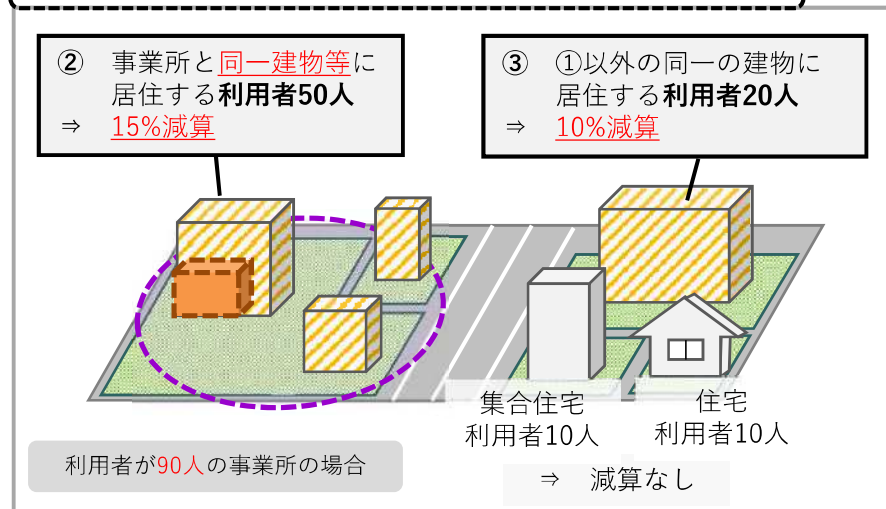 ② 事業所と同一建物等に
居住する利用者50人
⇒ 15%減算
③ ①以外の同一の建物に
居住する利用者20人
⇒ 10%減算
集合住宅
利用者10人
住宅
利用者10人
⇒ 減算なし
利用者が90人の事業所の場合